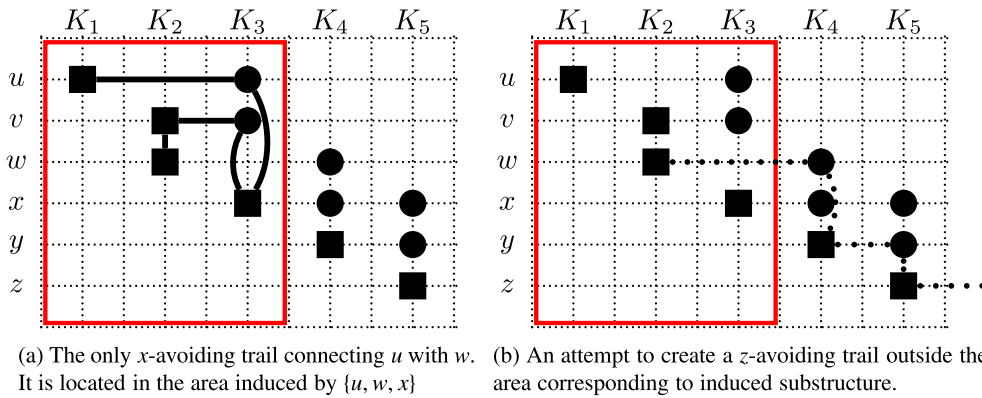 K₁ K₂ K₃ K₄ K₅
u
v
w
x
y
z
(a) The only x-avoiding trail connecting u with w.
It is located in the area induced by {u, w, x}
K₁ K₂ K₃ K₄ K₅
u
v
w
x
y
z
(b) An attempt to create a z-avoiding trail outside the
area corresponding to induced substructure.